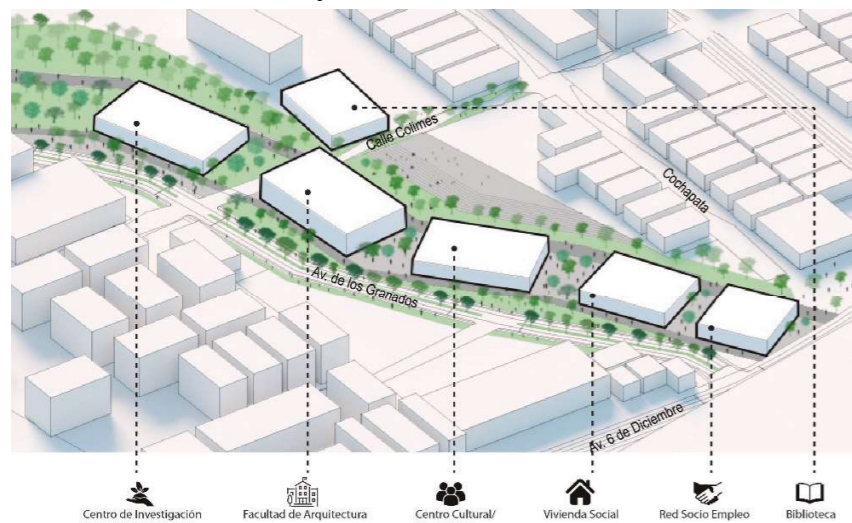 Calle Colimes
Cochapata
Av. de los Granados
Av. 6 de Diciembre
Centro de Investigación
Facultad de Arquitectura
Centro Cultural/
Vivienda Social
Red Socio Empleo
Biblioteca